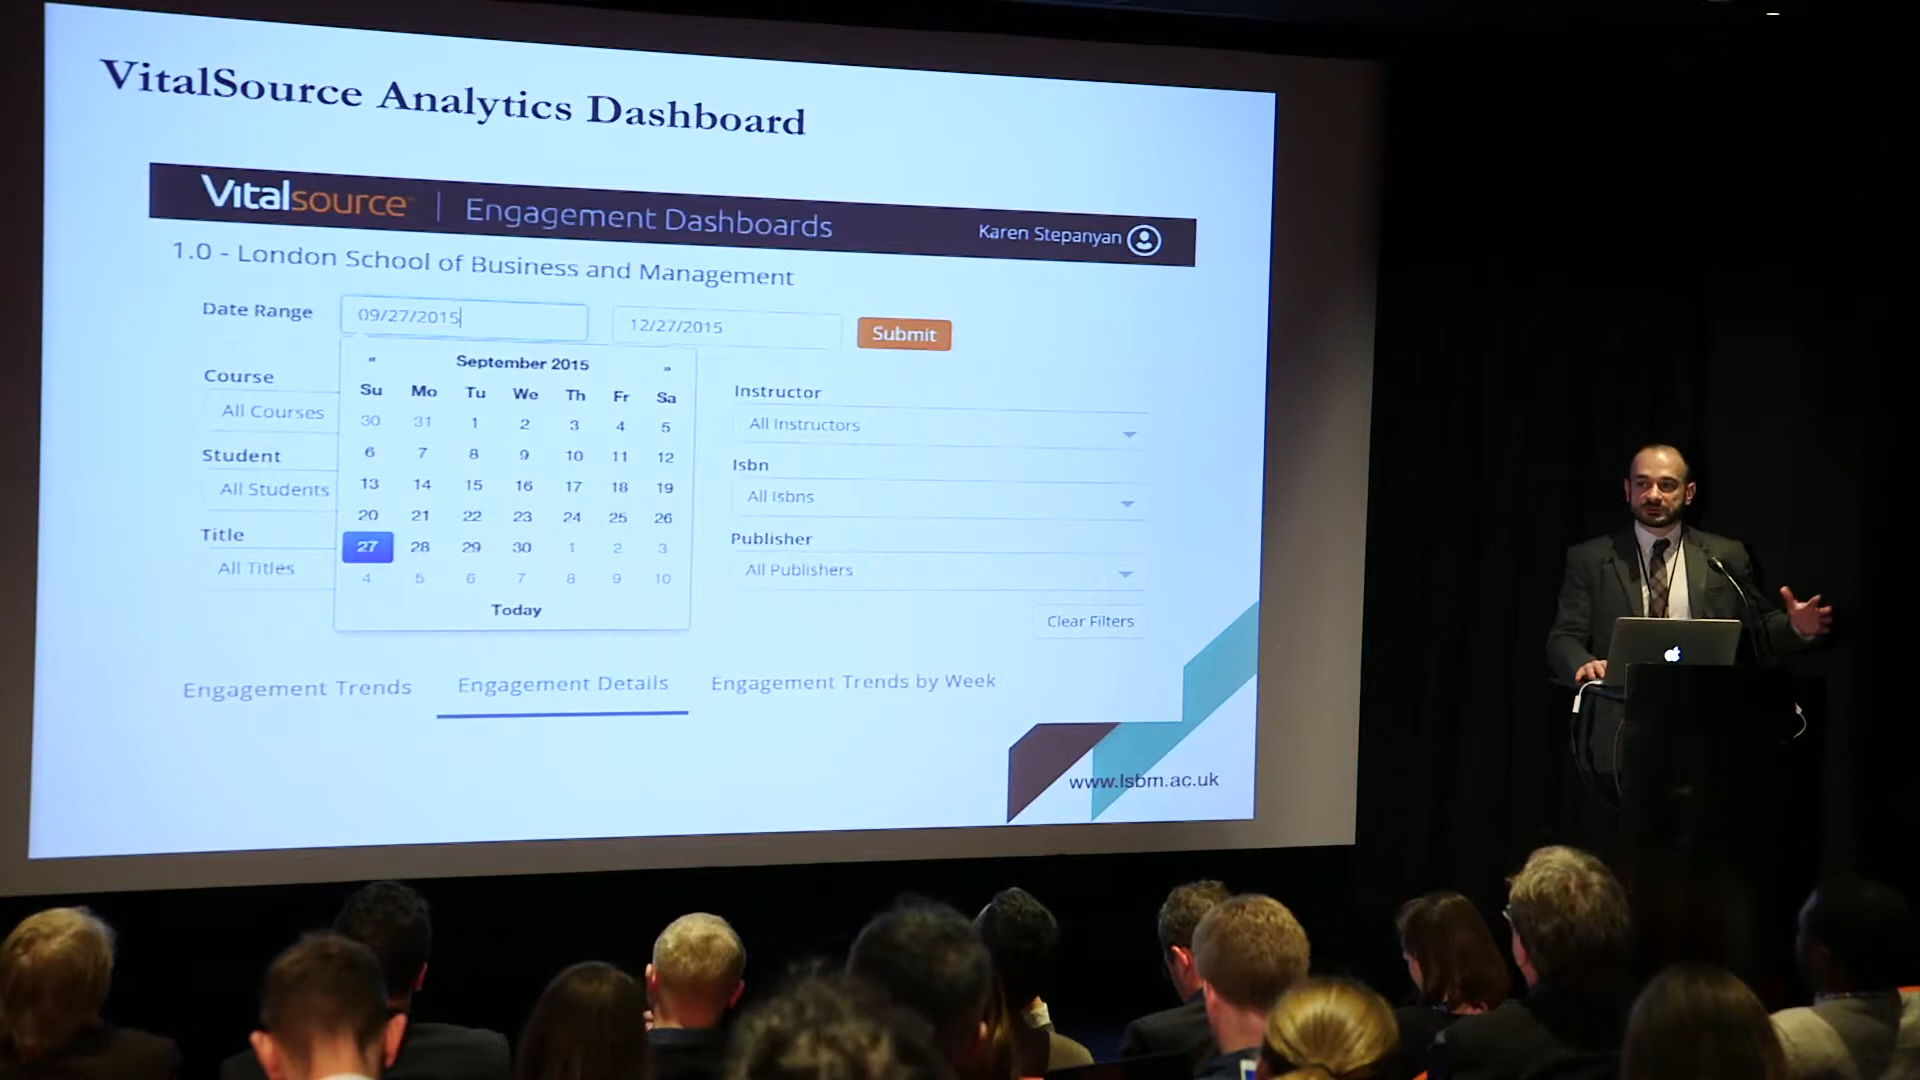 VitalSource Analytics Dashboard
Vitalsource | Engagement Dashboards
Karen Stepanyan
1.0 - London School of Business and Management
Date Range
09/27/2015
12/27/2015
Submit
« September 2015 »
Su Mo Tu We Th Fr Sa
30 31 1 2 3 4 5
6 7 8 9 10 11 12
13 14 15 16 17 18 19
20 21 22 23 24 25 26
27 28 29 30 1 2 3
4 5 6 7 8 9 10
Today
Course
All Courses
Student
All Students
Title
All Titles
Instructor
All Instructors
Isbn
All Isbns
Publisher
All Publishers
Clear Filters
Engagement Trends
Engagement Details
Engagement Trends by Week
www.lsbm.ac.uk